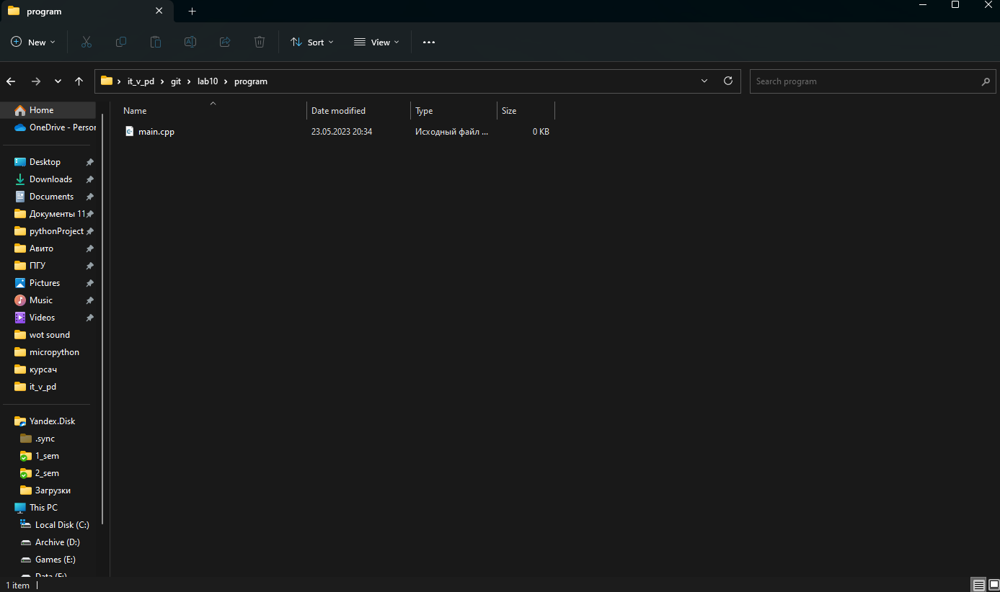 program
New
Sort
View
it_v_pd
git
lab10
program
Search program
Home
OneDrive - Persor
Desktop
Downloads
Documents
Документы 11
pythonProject
Авито
ПГУ
Pictures
Music
Videos
wot sound
micropython
курсач
it_v_pd
Yandex.Disk
.sync
1_sem
2_sem
Загрузки
This PC
Local Disk (C:)
Archive (D:)
Games (E:)
Data (F:)
Name Date modified Type Size
main.cpp 23.05.2023 20:34 Исходный файл ... 0 KB
1 item